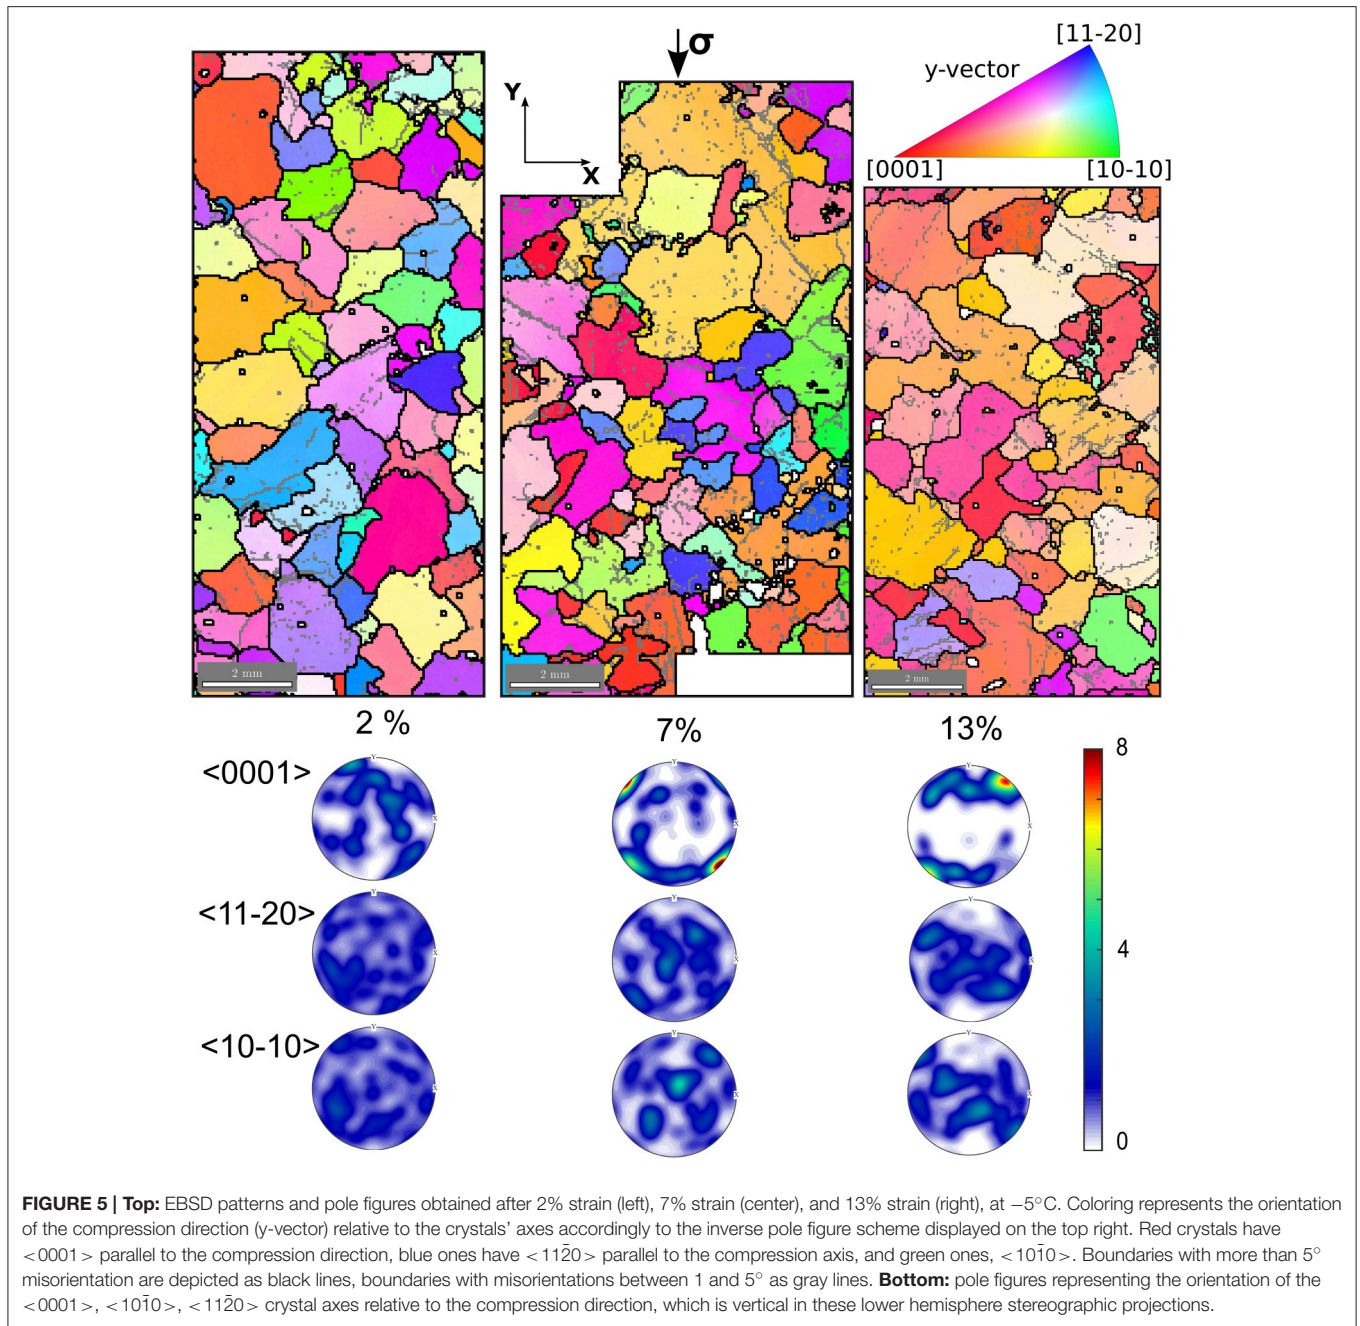 σ
[11-20]
y-vector
Y
X
[0001]
[10-10]
2 mm
2 mm
2 mm
2 %
7%
13%
<0001>
Y
X
Y
X
Y
X
8
<11-20>
Y
X
Y
X
Y
X
4
<10-10>
Y
X
Y
X
Y
X
0
FIGURE 5 | Top: EBSD patterns and pole figures obtained after 2% strain (left), 7% strain (center), and 13% strain (right), at −5°C. Coloring represents the orientation
of the compression direction (y-vector) relative to the crystals' axes accordingly to the inverse pole figure scheme displayed on the top right. Red crystals have
<0001> parallel to the compression direction, blue ones have <112̄0> parallel to the compression axis, and green ones, <101̄0>. Boundaries with more than 5°
misorientation are depicted as black lines, boundaries with misorientations between 1 and 5° as gray lines. Bottom: pole figures representing the orientation of the
<0001>, <101̄0>, <112̄0> crystal axes relative to the compression direction, which is vertical in these lower hemisphere stereographic projections.